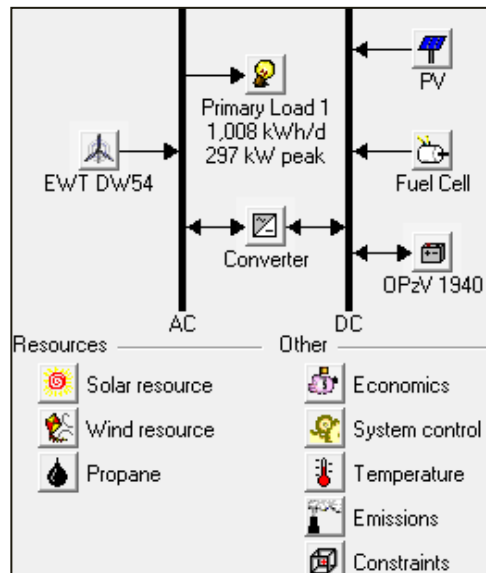 PV
Primary Load 1
1,008 kWh/d
297 kW peak
EWT DW54
Fuel Cell
Converter
OPzV 1940
AC
DC
Resources
Other
Solar resource
Economics
Wind resource
System control
Propane
Temperature
Emissions
Constraints